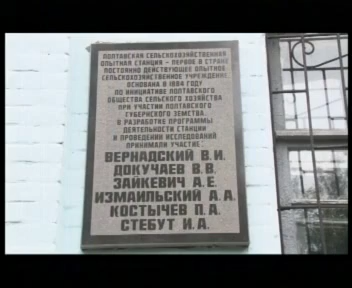 ПОЛТАВСКАЯ СЕЛЬСКОХОЗЯЙСТВЕННАЯ
ОПЫТНАЯ СТАНЦИЯ – ПЕРВОЕ В СТРАНЕ
ПОСТОЯННО ДЕЙСТВУЮЩЕЕ ОПЫТНОЕ
СЕЛЬСКОХОЗЯЙСТВЕННОЕ УЧРЕЖДЕНИЕ,
ОСНОВАНА В 1884 ГОДУ
ПО ИНИЦИАТИВЕ ПОЛТАВСКОГО
ОБЩЕСТВА СЕЛЬСКОГО ХОЗЯЙСТВА
ПРИ УЧАСТИИ ПОЛТАВСКОГО
ГУБЕРНСКОГО ЗЕМСТВА.
В РАЗРАБОТКЕ ПРОГРАММЫ
ДЕЯТЕЛЬНОСТИ СТАНЦИИ
И ПРОВЕДЕНИИ ИССЛЕДОВАНИЙ
ПРИНИМАЛИ УЧАСТИЕ:
ВЕРНАДСКИЙ В.И.
ДОКУЧАЕВ В.В.
ЗАЙКЕВИЧ А.Е.
ИЗМАИЛЬСКИЙ А.А.
КОСТЫЧЕВ П.А.
СТЕБУТ И.А.